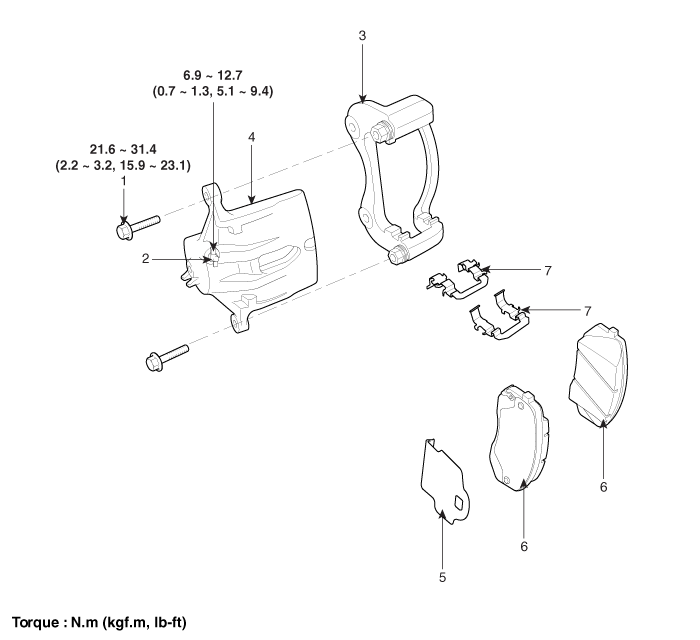 3
6.9 ~ 12.7
(0.7 ~ 1.3, 5.1 ~ 9.4)
4
21.6 ~ 31.4
(2.2 ~ 3.2, 15.9 ~ 23.1)
1
2
7
7
6
6
5
Torque : N.m (kgf.m, lb-ft)